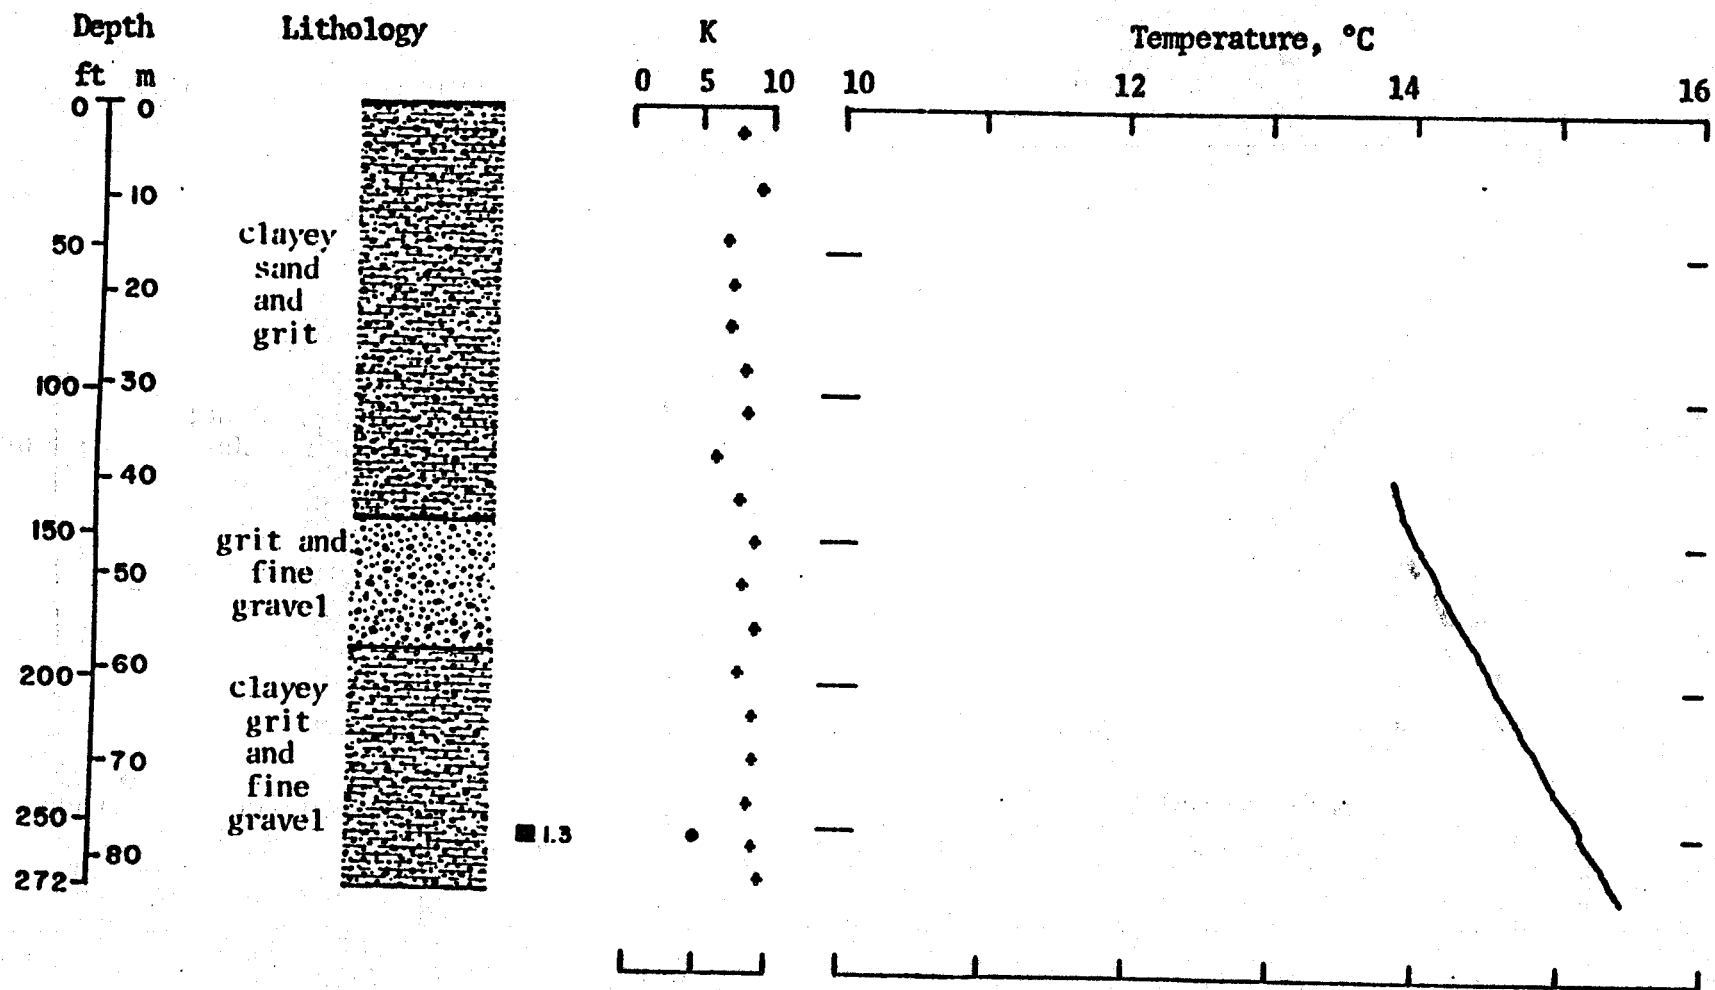 Depth Lithology K Temperature, °C
ft m 0 5 10 10 12 14 16
0 0
10
50
20
clayey
sand
and
grit
100 30
40
150
50
grit and
fine
gravel
200 60
70
clayey
grit
and
fine
gravel
250
80
272
1.3